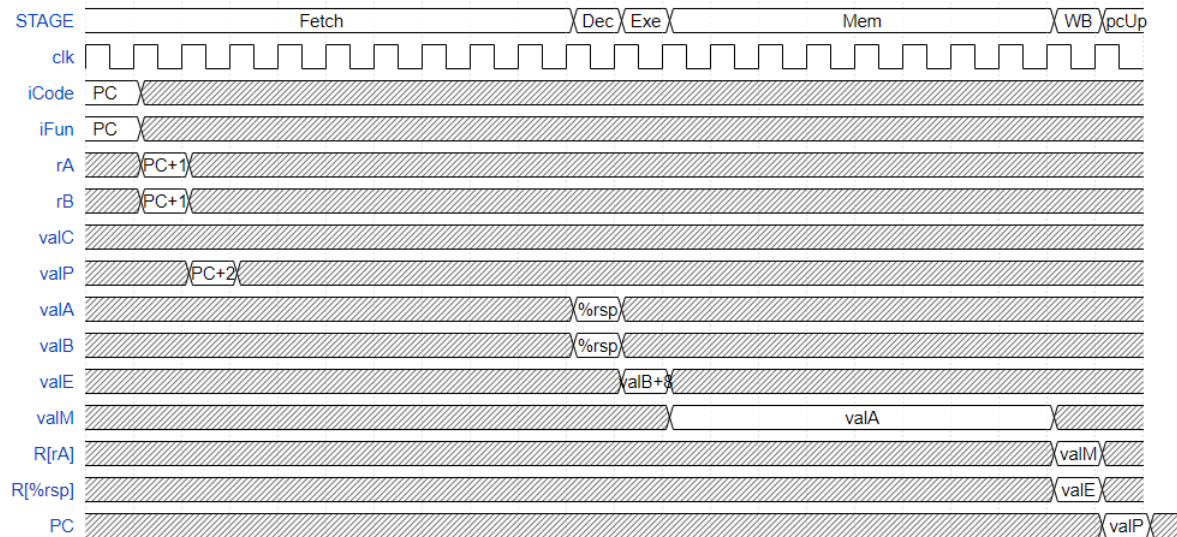 STAGE Fetch Dec Exe Mem WB pcUp
clk
iCode PC
iFun PC
rA PC+1
rB PC+1
valC
valP PC+2
valA %rsp
valB %rsp
valE valB+8
valM valA
R[rA] valM
R[%rsp] valE
PC valP